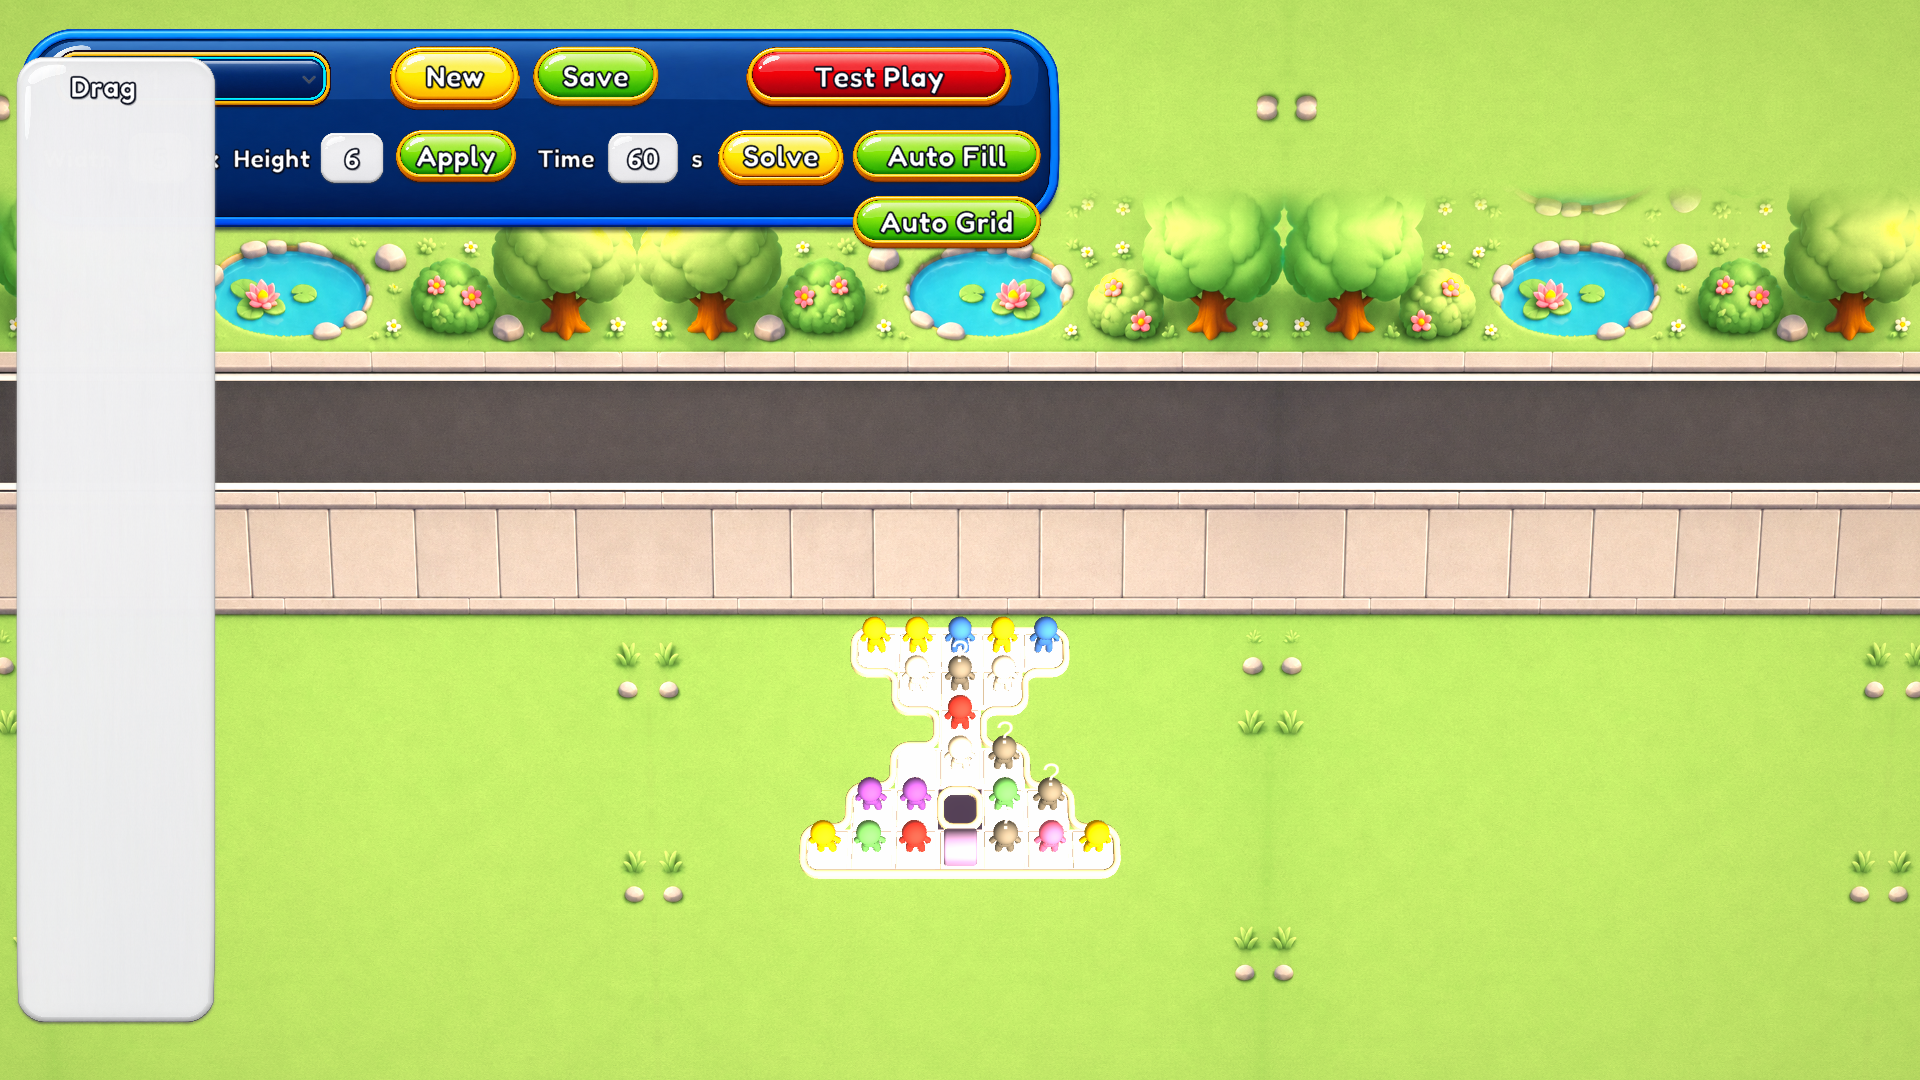 New
Save
Test Play
Drag
Height 6
Apply
Time 60 s
Solve
Auto Fill
Auto Grid
?
?